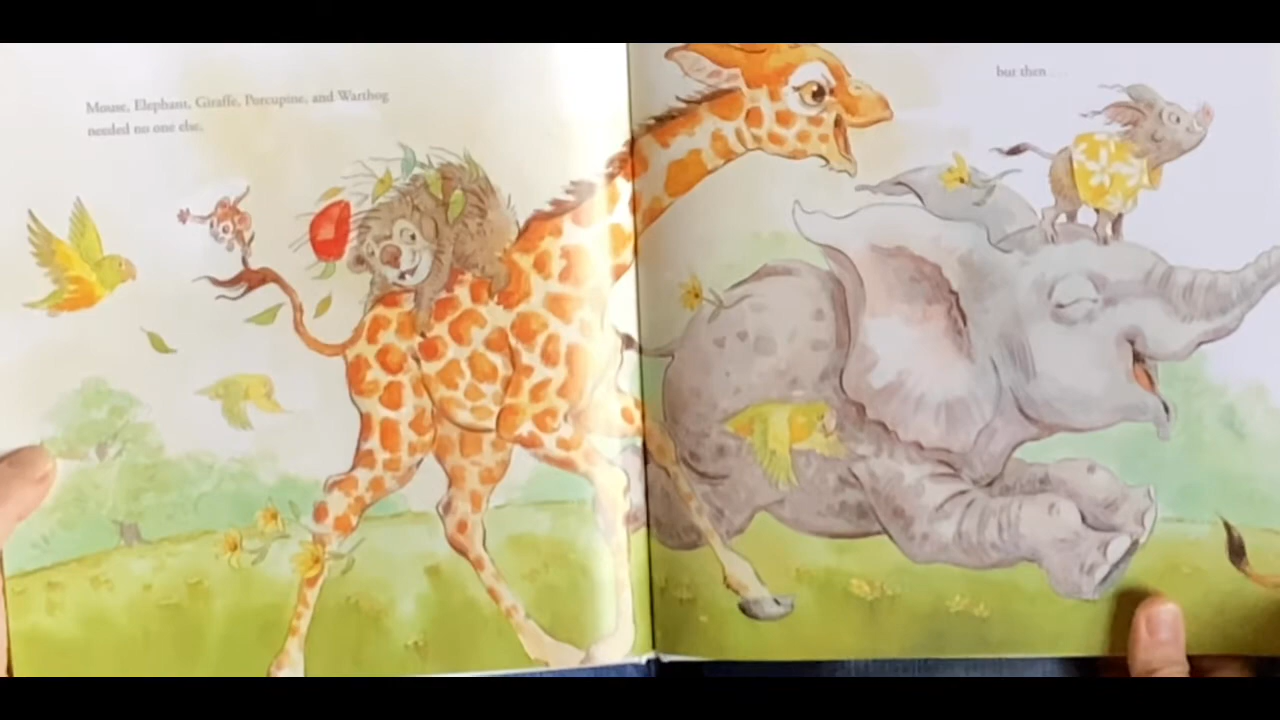 Mouse, Elephant, Giraffe, Porcupine, and Warthog
needed no one else,
but then . . .